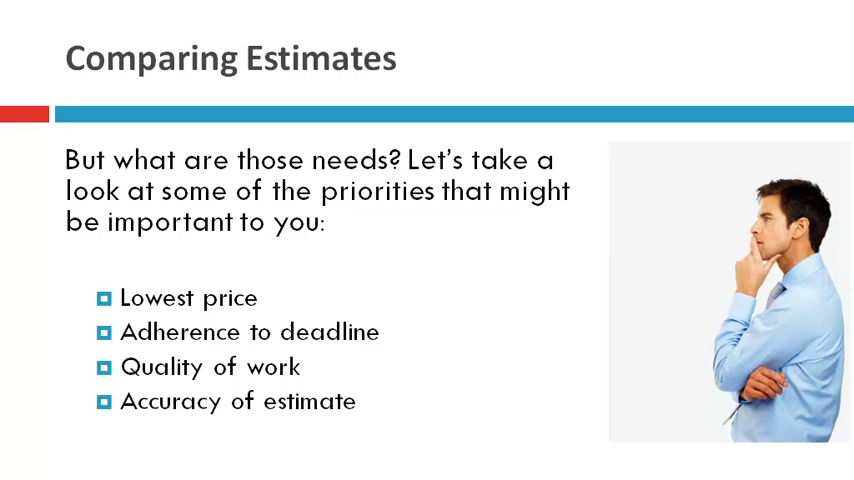 Comparing Estimates
But what are those needs? Let's take a
look at some of the priorities that might
be important to you:
Lowest price
Adherence to deadline
Quality of work
Accuracy of estimate